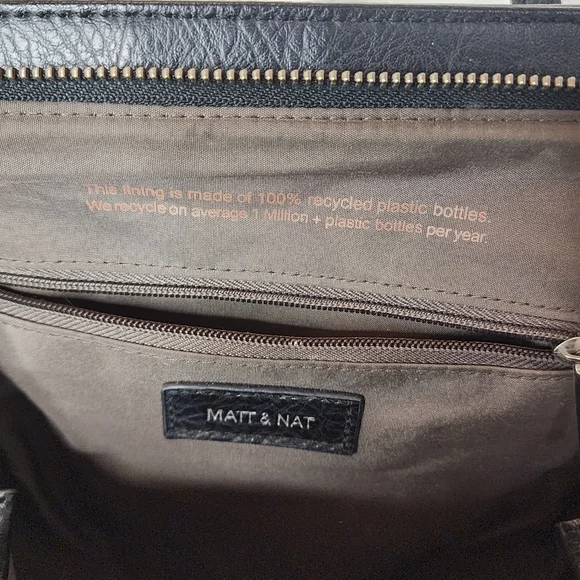 This lining is made of 100% recycled plastic bottles.
We recycle on average 1 Million + plastic bottles per year.
MATT & NAT